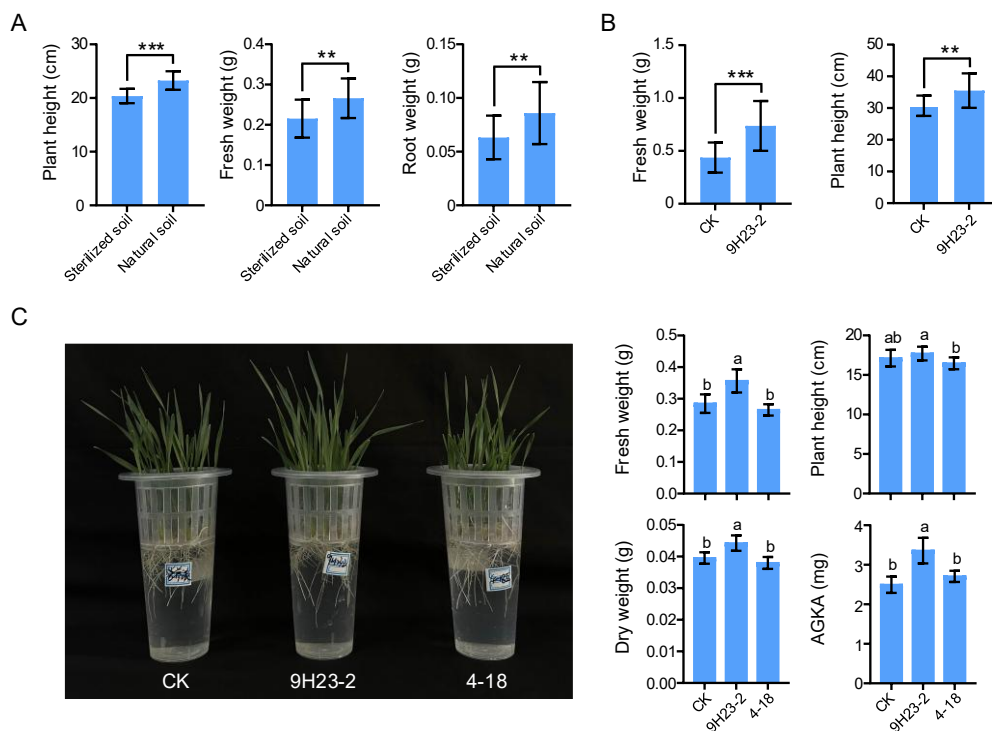 A
B
Plant height (cm)
30
20
10
0
***
Sterilized soil
Natural soil
Fresh weight (g)
0.4
0.3
0.2
0.1
0
**
Sterilized soil
Natural soil
Root weight (g)
0.15
0.10
0.05
0
**
Sterilized soil
Natural soil
Fresh weight (g)
1.5
1.0
0.5
0
***
CK
9H23-2
Plant height (cm)
50
40
30
20
10
0
**
CK
9H23-2
C
CK
9H23-2
4-18
Fresh weight (g)
0.5
0.4
0.3
0.2
0.1
0.0
b
a
b
Plant height (cm)
20
15
10
5
0
ab
a
b
Dry weight (g)
0.05
0.04
0.03
0.02
0.01
0.00
b
a
b
CK
9H23-2
4-18
AGKA (mg)
4
3
2
1
0
b
a
b
CK
9H23-2
4-18